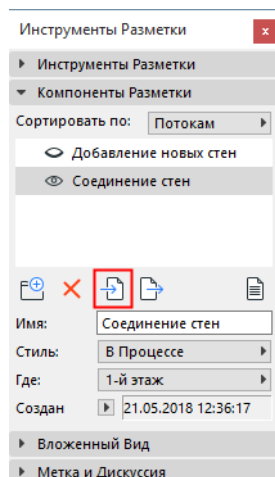 Инструменты Разметки
x
Инструменты Разметки
Компоненты Разметки
Сортировать по: Потокам
Добавление новых стен
Соединение стен
Имя: Соединение стен
Стиль: В Процессе
Где: 1-й этаж
Создан 21.05.2018 12:36:17
Вложенный Вид
Метка и Дискуссия